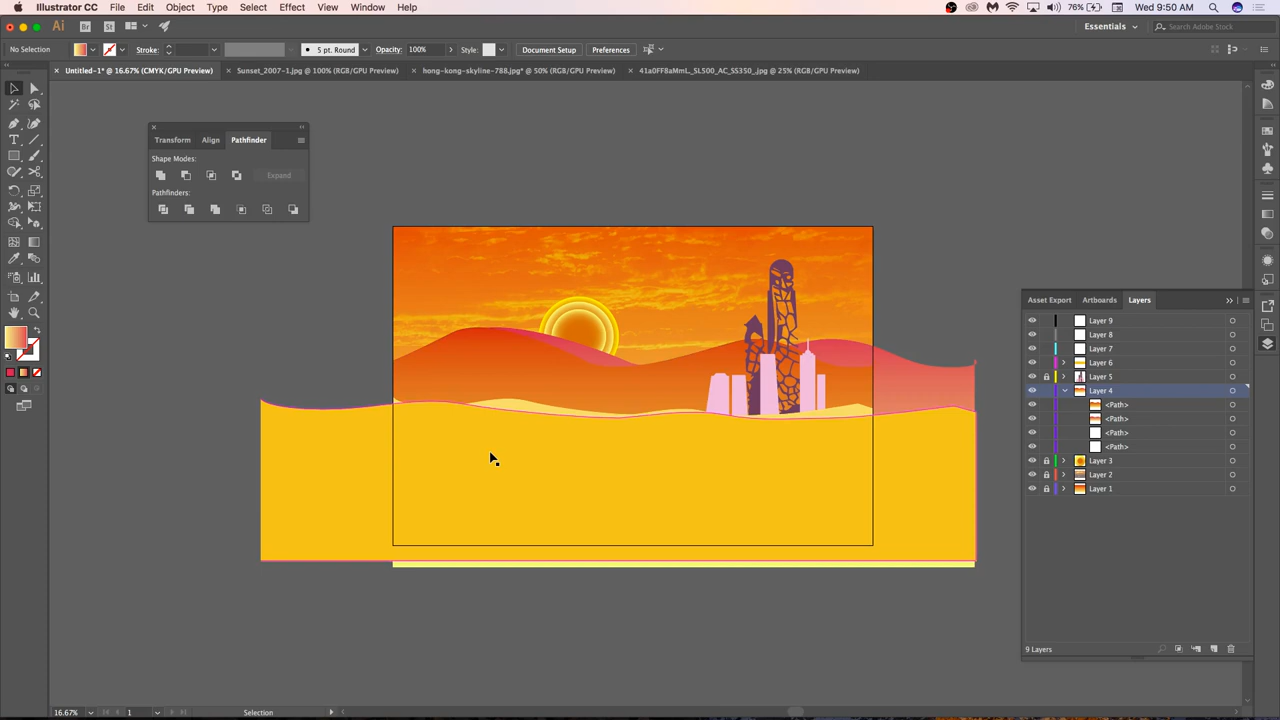 Illustrator CC File Edit Object Type Select Effect View Window Help 76% Wed 9:50 AM
Ai Br St Essentials Search Adobe Stock
No Selection Stroke: 5 pt. Round Opacity: 100% Style: Document Setup Preferences
× Untitled-1* @ 16.67% (CMYK/GPU Preview) × Sunset_2007-1.jpg @ 100% (RGB/GPU Preview) × hong-kong-skyline-788.jpg* @ 50% (RGB/GPU Preview) × 41a0FF8aMmL._SL500_AC_SS350_.jpg @ 25% (RGB/GPU Preview)
Transform Align Pathfinder
Shape Modes:
Expand
Pathfinders:
Asset Export Artboards Layers
Layer 9
Layer 8
Layer 7
Layer 6
Layer 5
Layer 4
<Path>
<Path>
<Path>
<Path>
Layer 3
Layer 2
Layer 1
9 Layers
16.67% 1 Selection